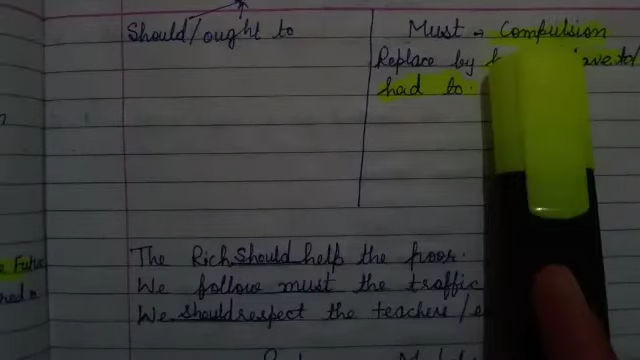 Should/ought to
Must → Compulsion
Replace by
had to.
The Rich should help the poor.
We follow must the traffic
We should respect the teachers/